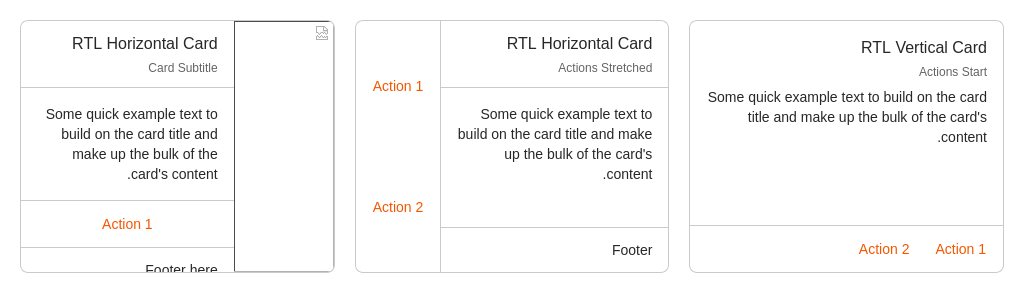 RTL Horizontal Card
Card Subtitle
Some quick example text to
build on the card title and
make up the bulk of the
.card's content
Action 1
Footer here
RTL Horizontal Card
Actions Stretched
Some quick example text to
build on the card title and make
up the bulk of the card's
.content
Footer
Action 1
Action 2
RTL Vertical Card
Actions Start
Some quick example text to build on the card
title and make up the bulk of the card's
.content
Action 2 Action 1